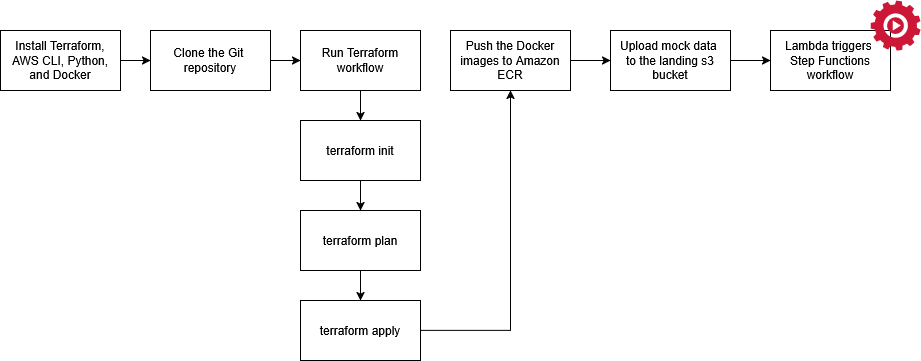 Install Terraform,
AWS CLI, Python,
and Docker
Clone the Git
repository
Run Terraform
workflow
terraform init
terraform plan
terraform apply
Push the Docker
images to Amazon
ECR
Upload mock data
to the landing s3
bucket
Lambda triggers
Step Functions
workflow